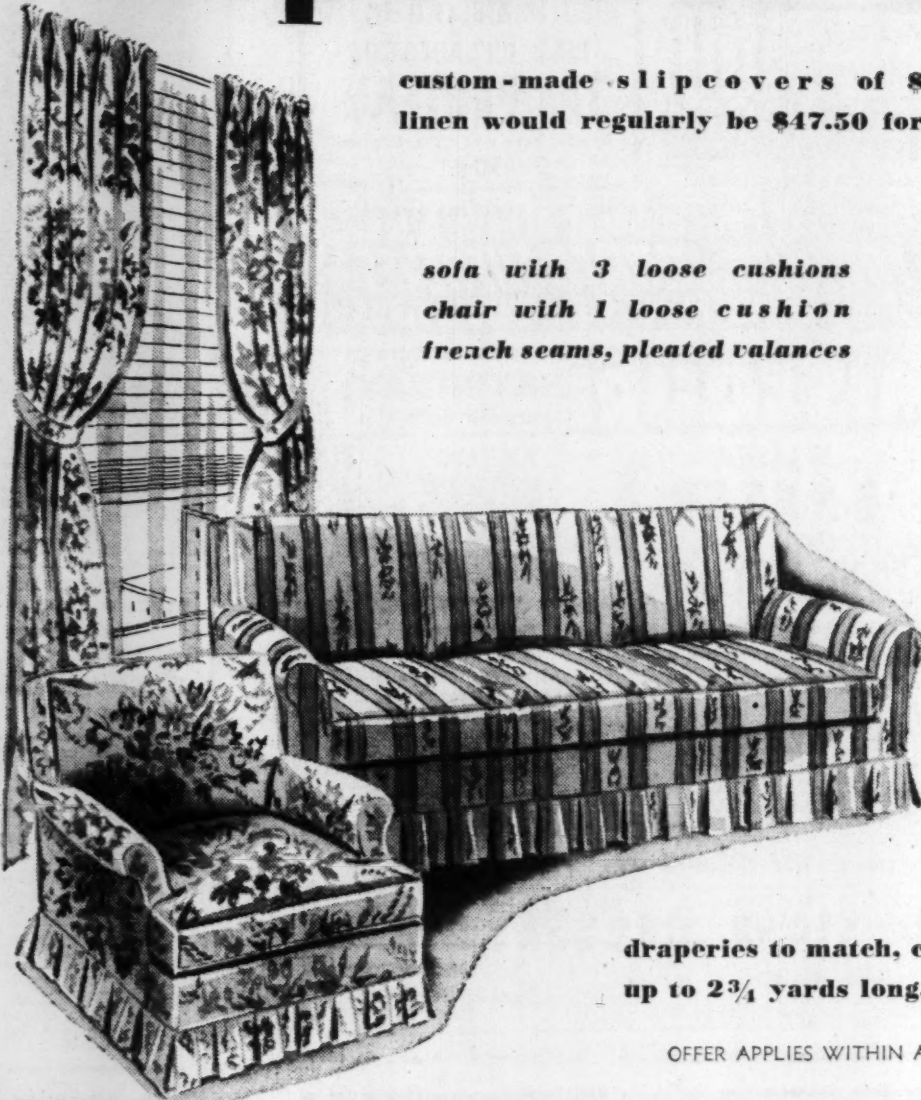 custom-made slipcovers of $
linen would regularly be $47.50 for
sofa with 3 loose cushions
chair with 1 loose cushion
french seams, pleated valances
draperies to match, c
up to 2¾ yards long
OFFER APPLIES WITHIN A